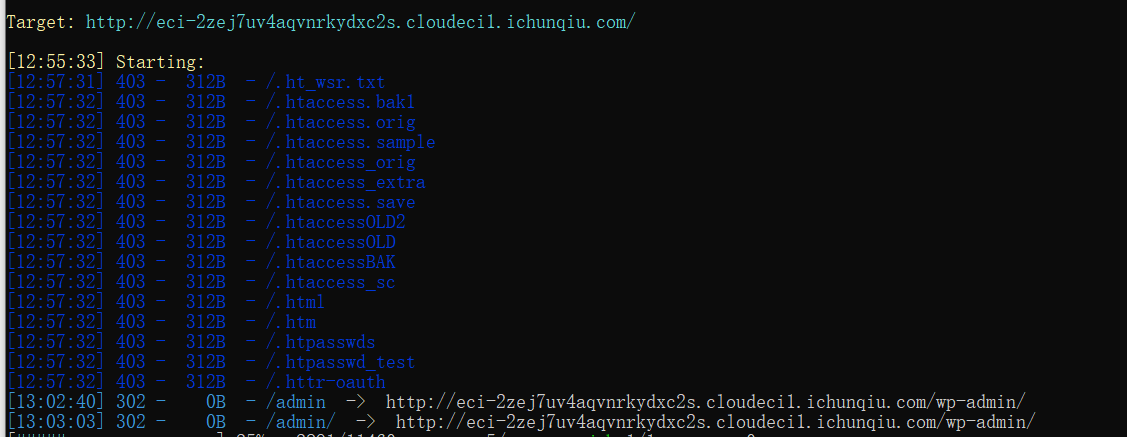 Target: http://eci-2zej7uv4aqvnrkydxc2s.cloudeci1.ichunqiu.com/
[12:55:33] Starting:
[12:57:31] 403 - 312B - /.ht_wsr.txt
[12:57:32] 403 - 312B - /.htaccess.bak1
[12:57:32] 403 - 312B - /.htaccess.orig
[12:57:32] 403 - 312B - /.htaccess.sample
[12:57:32] 403 - 312B - /.htaccess_orig
[12:57:32] 403 - 312B - /.htaccess_extra
[12:57:32] 403 - 312B - /.htaccess.save
[12:57:32] 403 - 312B - /.htaccessOLD2
[12:57:32] 403 - 312B - /.htaccessOLD
[12:57:32] 403 - 312B - /.htaccessBAK
[12:57:32] 403 - 312B - /.htaccess_sc
[12:57:32] 403 - 312B - /.html
[12:57:32] 403 - 312B - /.htm
[12:57:32] 403 - 312B - /.htpasswds
[12:57:32] 403 - 312B - /.htpasswd_test
[12:57:32] 403 - 312B - /.httr-oauth
[13:02:40] 302 - 0B - /admin -> http://eci-2zej7uv4aqvnrkydxc2s.cloudeci1.ichunqiu.com/wp-admin/
[13:03:03] 302 - 0B - /admin/ -> http://eci-2zej7uv4aqvnrkydxc2s.cloudeci1.ichunqiu.com/wp-admin/